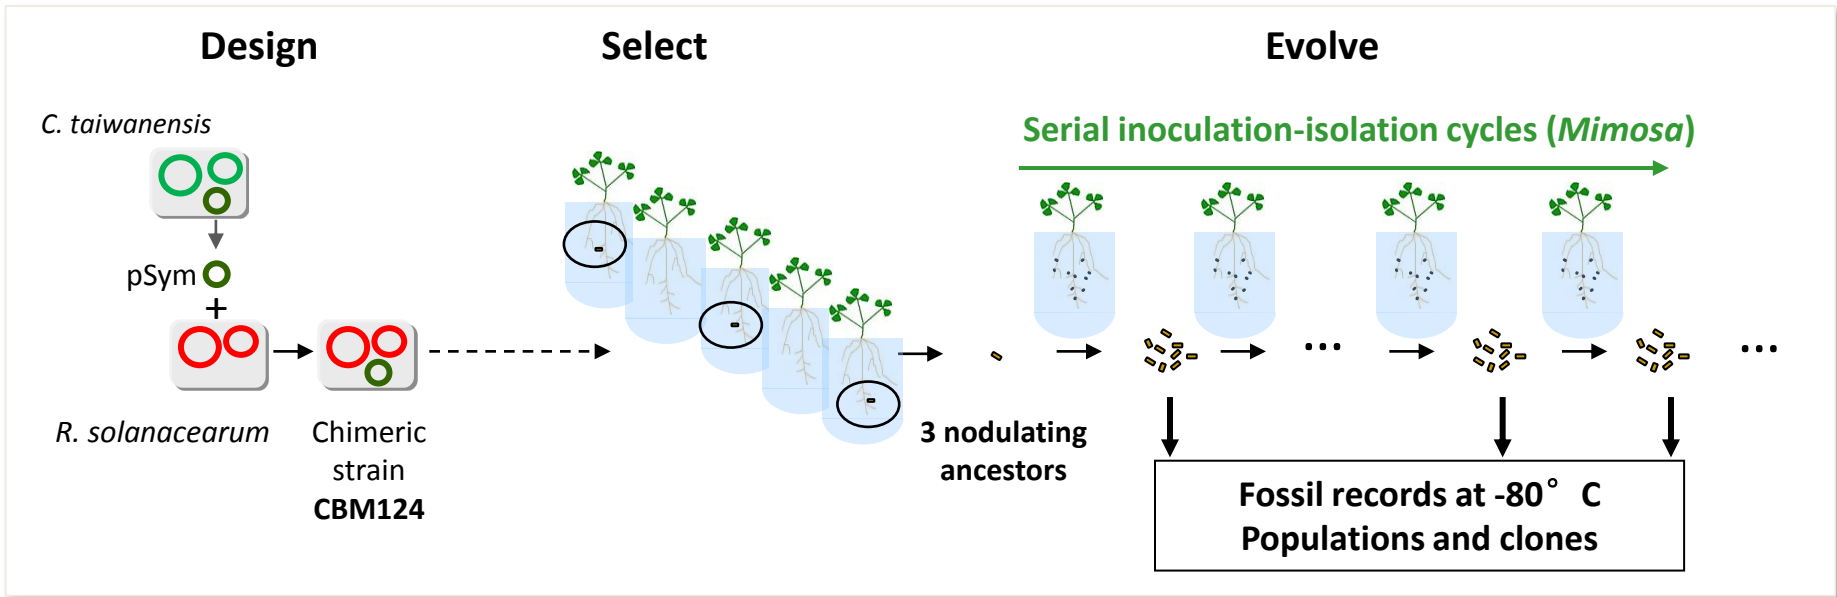 Design
Select
Evolve
C. taiwanensis
Serial inoculation-isolation cycles (Mimosa)
pSym
+
R. solanacearum
Chimeric
strain
CBM124
3 nodulating
ancestors
...
...
Fossil records at -80° C
Populations and clones